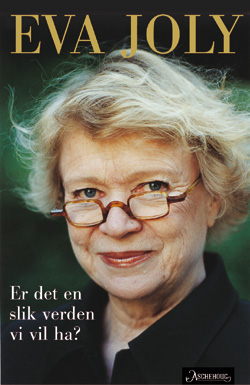 EVA JOLY
Er det en
slik verden
vi vil ha?
ASCHEHOUG